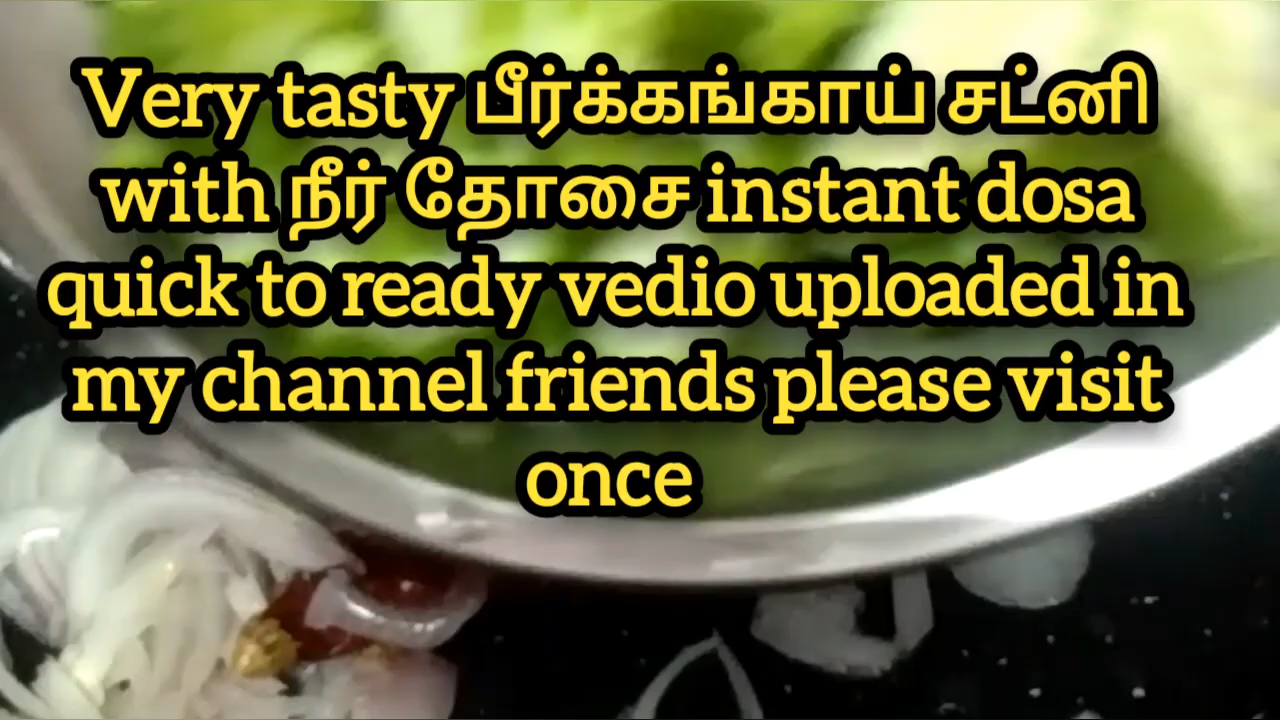 Very tasty பீர்க்கங்காய் சட்னி
with நீர் தோசை instant dosa
quick to ready vedio uploaded in
my channel friends please visit
once